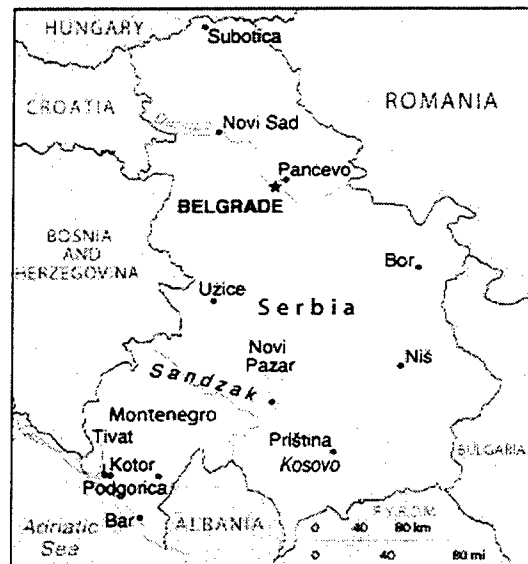 HUNGARY
Subotica
CROATIA
ROMANIA
Novi Sad
Pancevo
BELGRADE
BOSNIA
AND
HERZEGOVINA
Bor
Užice
Serbia
Novi
Pazar
Niš
Sandzak
Montenegro
Tivat
Priština
Kosovo
BULGARIA
Kotor
Podgorica
Bar
ALBANIA
F.Y.R.O.M.
Adriatic
Sea
0 40 80 km
0 40 80 mi